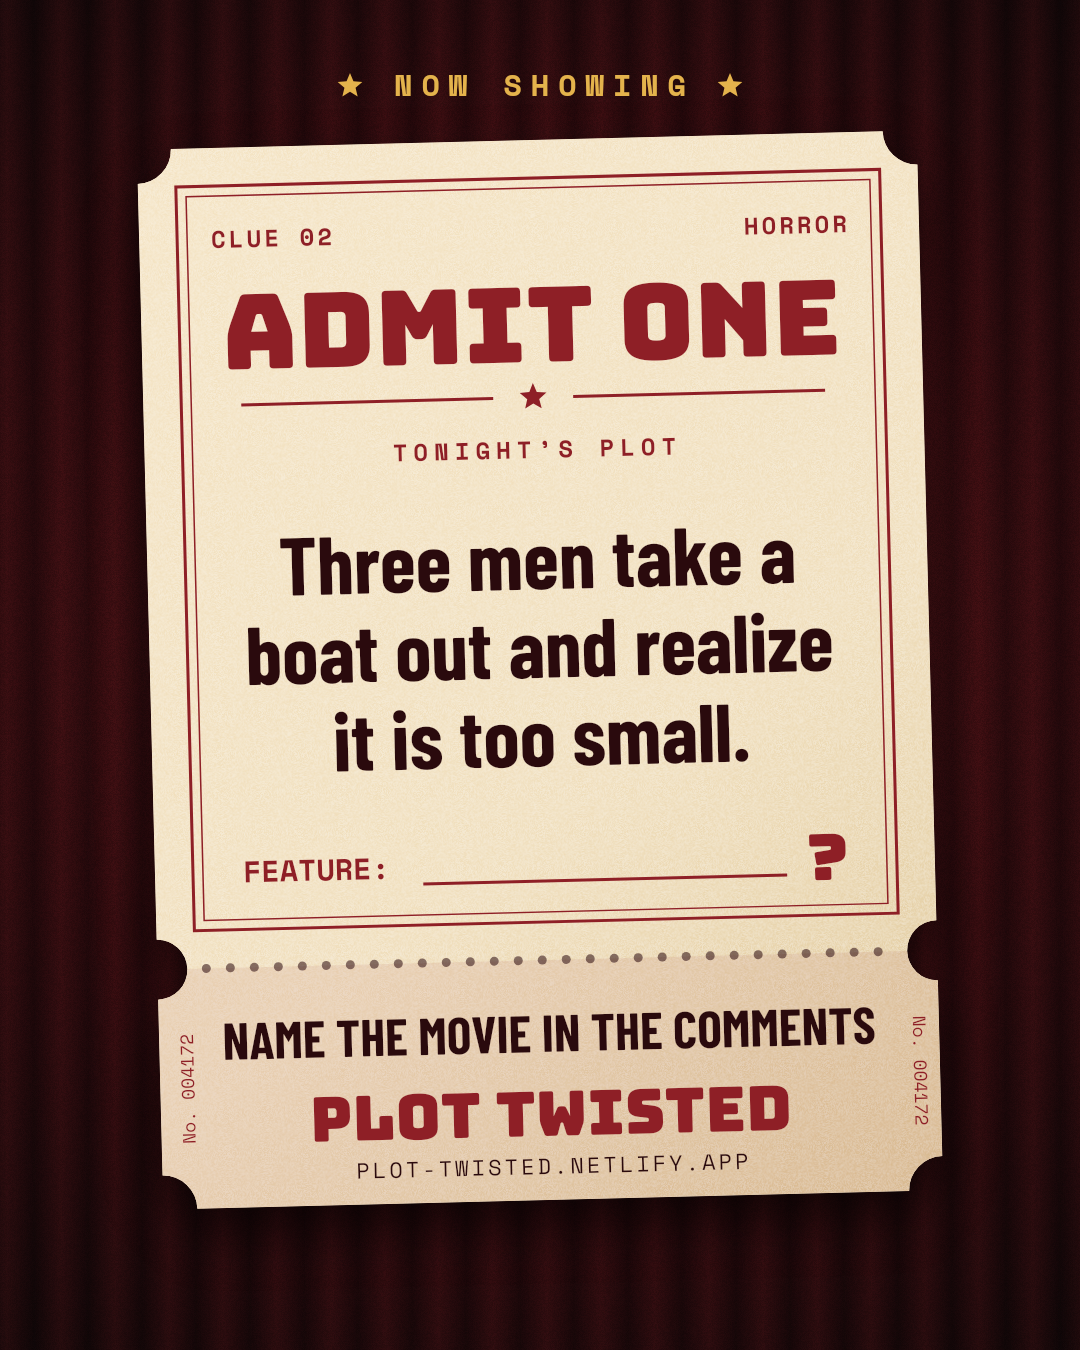 ★ NOW SHOWING ★
CLUE 02
HORROR
ADMIT ONE
TONIGHT’S PLOT
Three men take a
boat out and realize
it is too small.
FEATURE: ?
NAME THE MOVIE IN THE COMMENTS
PLOT TWISTED
PLOT-TWISTED.NETLIFY.APP
No. 004172
No. 004172